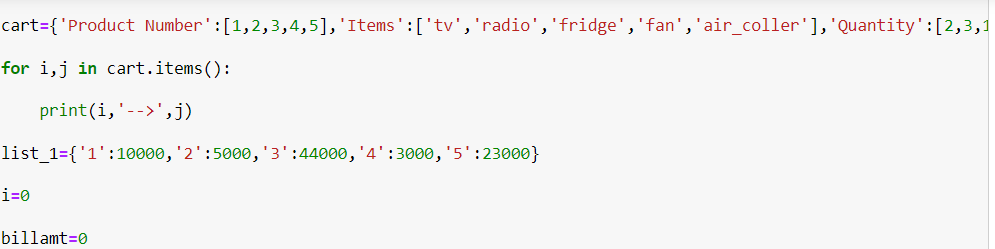 cart={'Product Number':[1,2,3,4,5],'Items':['tv','radio','fridge','fan','air_coller'],'Quantity':[2,3,1
for i,j in cart.items():
    print(i,'-->',j)
list_1={'1':10000,'2':5000,'3':44000,'4':3000,'5':23000}
i=0
billamt=0